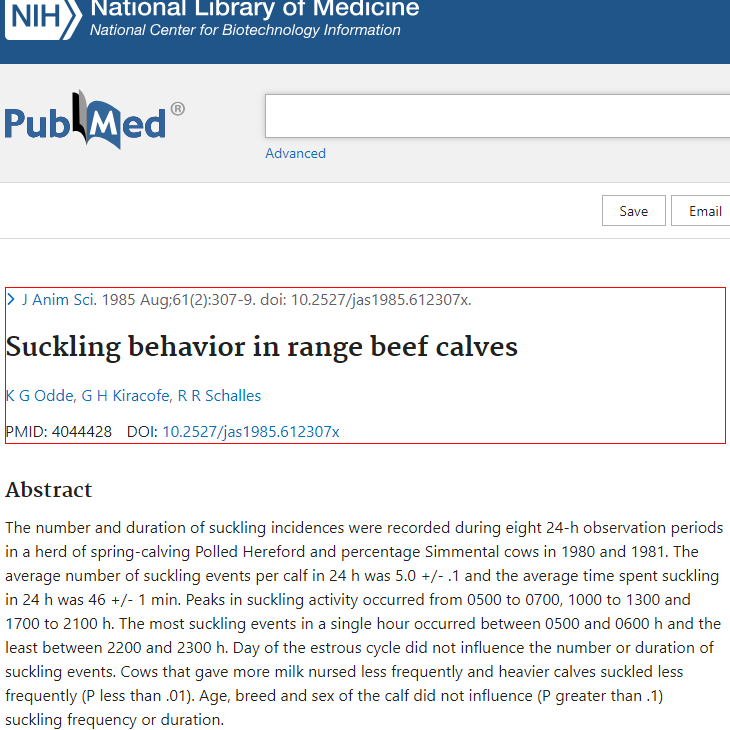 NIH National Library of Medicine
National Center for Biotechnology Information
PubMed®
Advanced
Save Email
J Anim Sci. 1985 Aug;61(2):307-9. doi: 10.2527/jas1985.612307x.
Suckling behavior in range beef calves
K G Odde, G H Kiracofe, R R Schalles
PMID: 4044428 DOI: 10.2527/jas1985.612307x
Abstract
The number and duration of suckling incidences were recorded during eight 24-h observation periods
in a herd of spring-calving Polled Hereford and percentage Simmental cows in 1980 and 1981. The
average number of suckling events per calf in 24 h was 5.0 +/- .1 and the average time spent suckling
in 24 h was 46 +/- 1 min. Peaks in suckling activity occurred from 0500 to 0700, 1000 to 1300 and
1700 to 2100 h. The most suckling events in a single hour occurred between 0500 and 0600 h and the
least between 2200 and 2300 h. Day of the estrous cycle did not influence the number or duration of
suckling events. Cows that gave more milk nursed less frequently and heavier calves suckled less
frequently (P less than .01). Age, breed and sex of the calf did not influence (P greater than .1)
suckling frequency or duration.